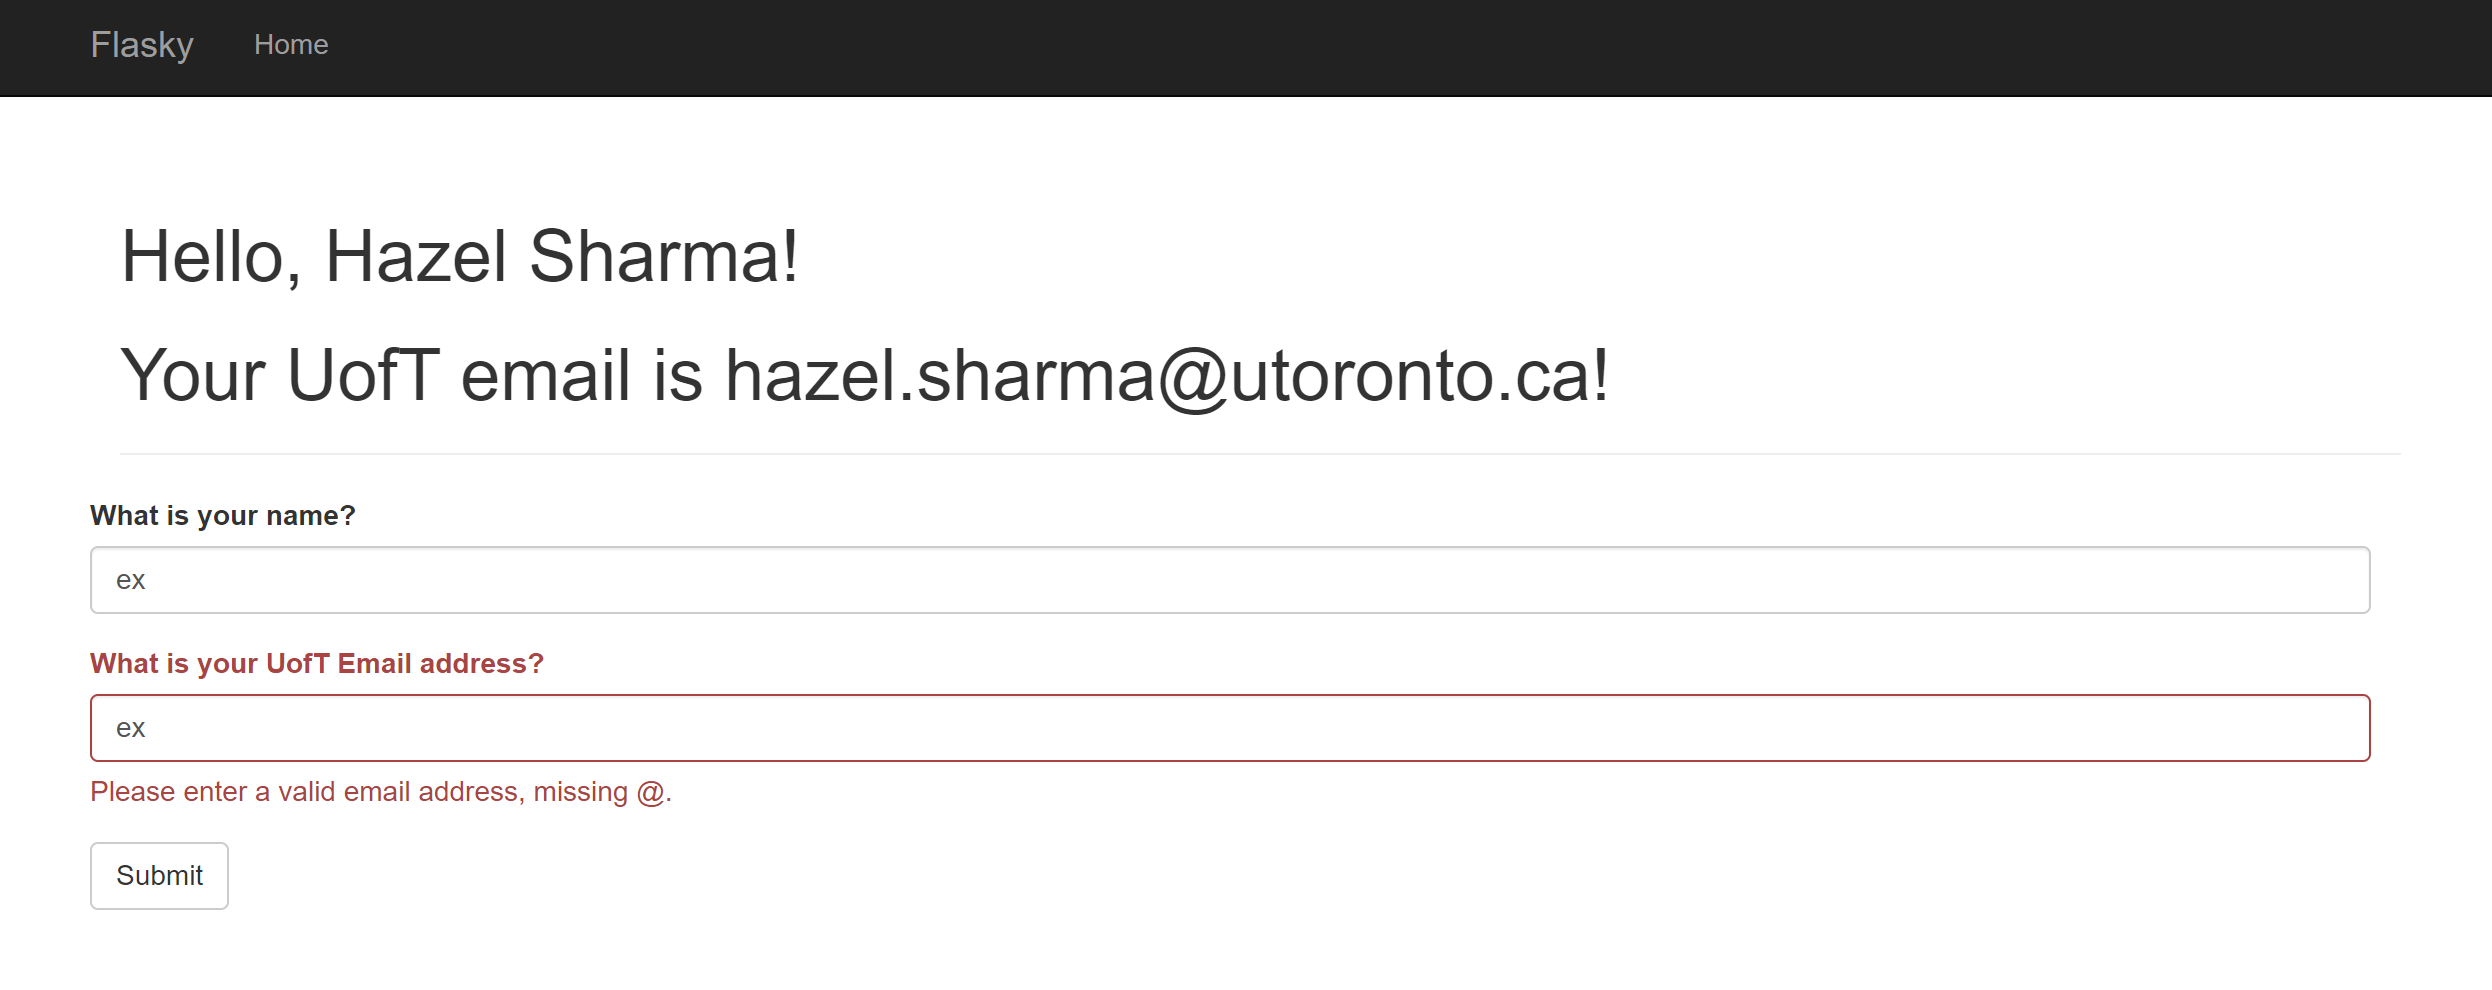 Flasky Home
Hello, Hazel Sharma!
Your UofT email is hazel.sharma@utoronto.ca!
What is your name?
ex
What is your UofT Email address?
ex
Please enter a valid email address, missing @.
Submit